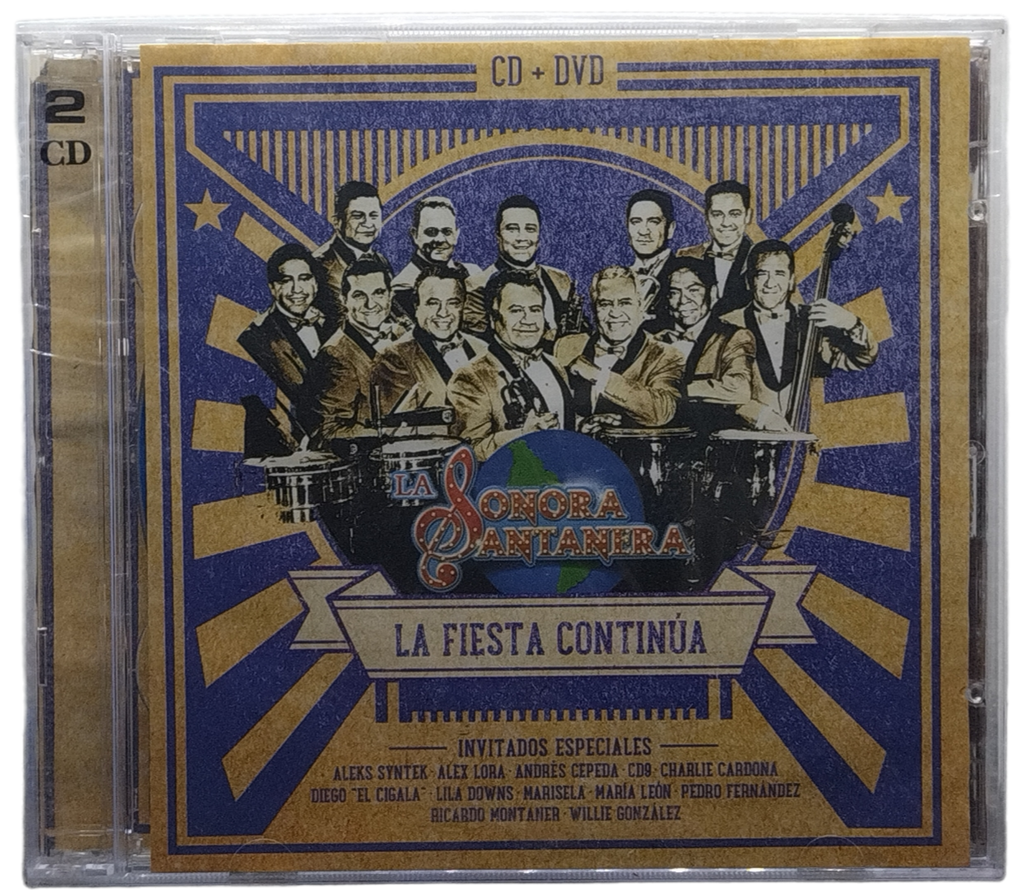 2
CD
CD + DVD
LA SONORA
SANTANERA
LA FIESTA CONTINÚA
INVITADOS ESPECIALES
ALEKS SYNTEK · ALEX LORA · ANDRÉS CEPEDA · CD9 · CHARLIE CARDONA
DIEGO "EL CIGALA" · LILA DOWNS · MARISELA · MARÍA LEÓN · PEDRO FERNÁNDEZ
RICARDO MONTANER · WILLIE GONZÁLEZ